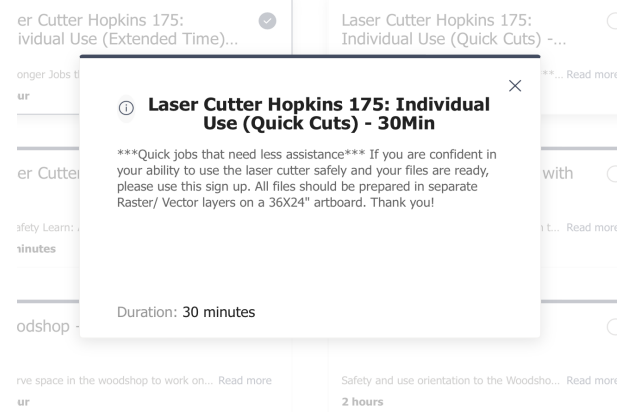 er Cutter Hopkins 175:
ividual Use (Extended Time)...
onger Jobs t
ur
Laser Cutter Hopkins 175:
Individual Use (Quick Cuts) -...
**... Read more
Laser Cutter Hopkins 175: Individual
Use (Quick Cuts) - 30Min
***Quick jobs that need less assistance*** If you are confident in
your ability to use the laser cutter safely and your files are ready,
please use this sign up. All files should be prepared in separate
Raster/ Vector layers on a 36X24" artboard. Thank you!
Duration: 30 minutes
er Cutter
afety Learn:
inutes
with
n t... Read more
odshop -
rve space in the woodshop to work on... Read more
ur
Safety and use orientation to the Woodsho... Read more
2 hours